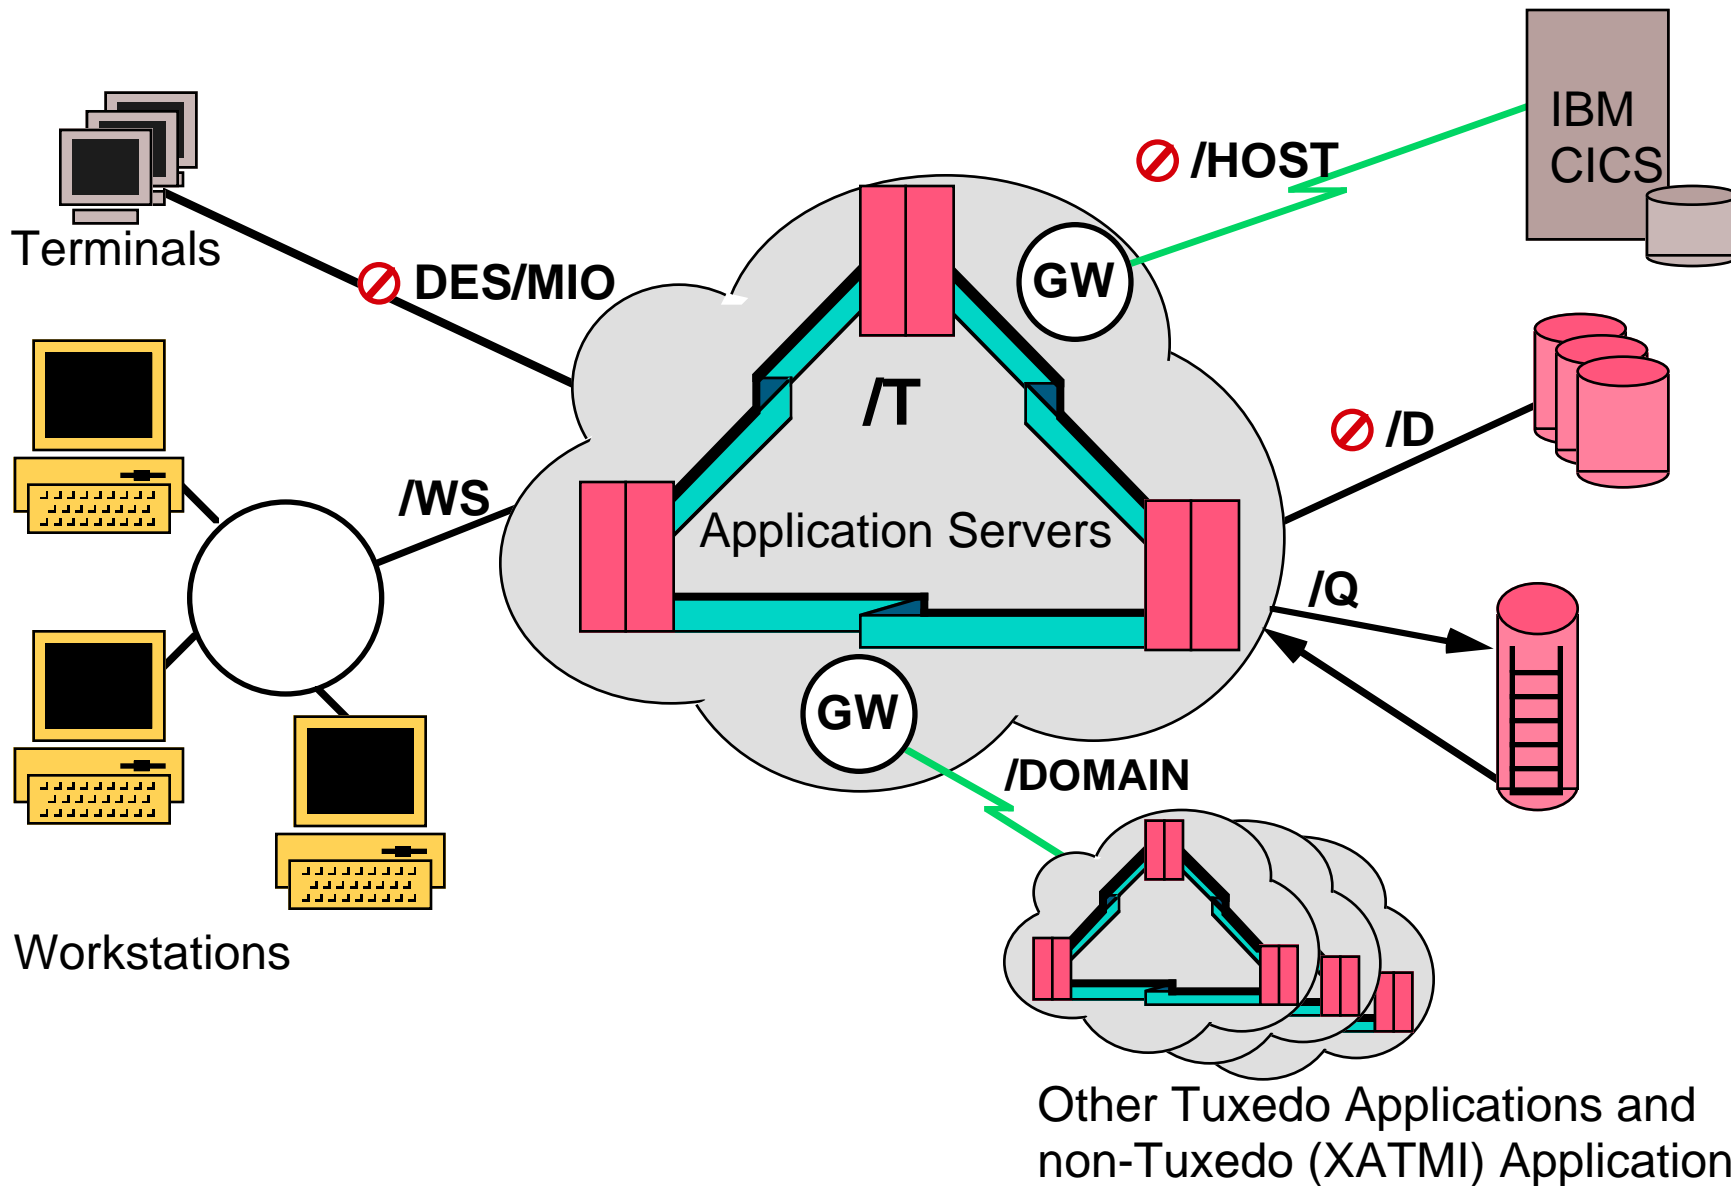 IBM
CICS
/HOST
Terminals
DES/MIO
GW
/T
/D
/WS
Application Servers
/Q
GW
/DOMAIN
Workstations
Other Tuxedo Applications and
non-Tuxedo (XATMI) Application